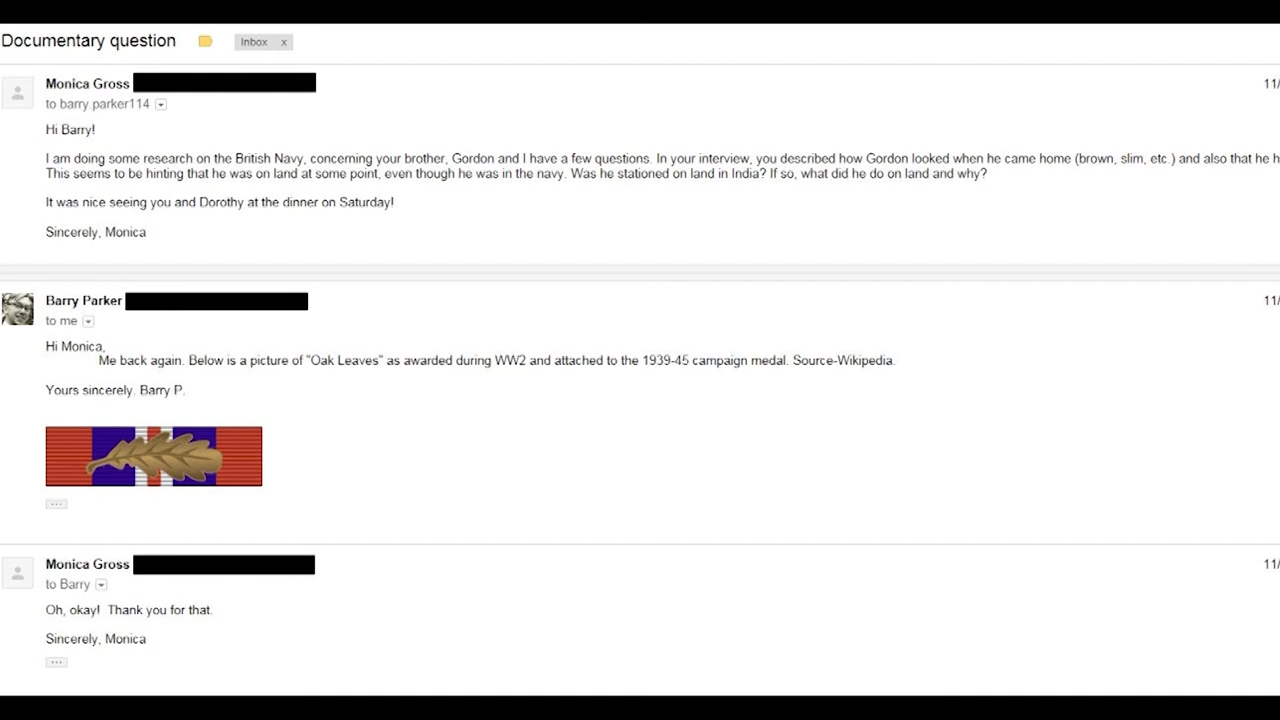 Documentary question
Inbox x
Monica Gross
11/
to barry.parker114
Hi Barry!
I am doing some research on the British Navy, concerning your brother, Gordon and I have a few questions. In your interview, you described how Gordon looked when he came home (brown, slim, etc.) and also that he h
This seems to be hinting that he was on land at some point, even though he was in the navy. Was he stationed on land in India? If so, what did he do on land and why?
It was nice seeing you and Dorothy at the dinner on Saturday!
Sincerely, Monica
Barry Parker
11/
to me
Hi Monica,
Me back again. Below is a picture of "Oak Leaves" as awarded during WW2 and attached to the 1939-45 campaign medal. Source-Wikipedia.
Yours sincerely. Barry P.
...
Monica Gross
11/
to Barry
Oh, okay! Thank you for that.
Sincerely, Monica
...